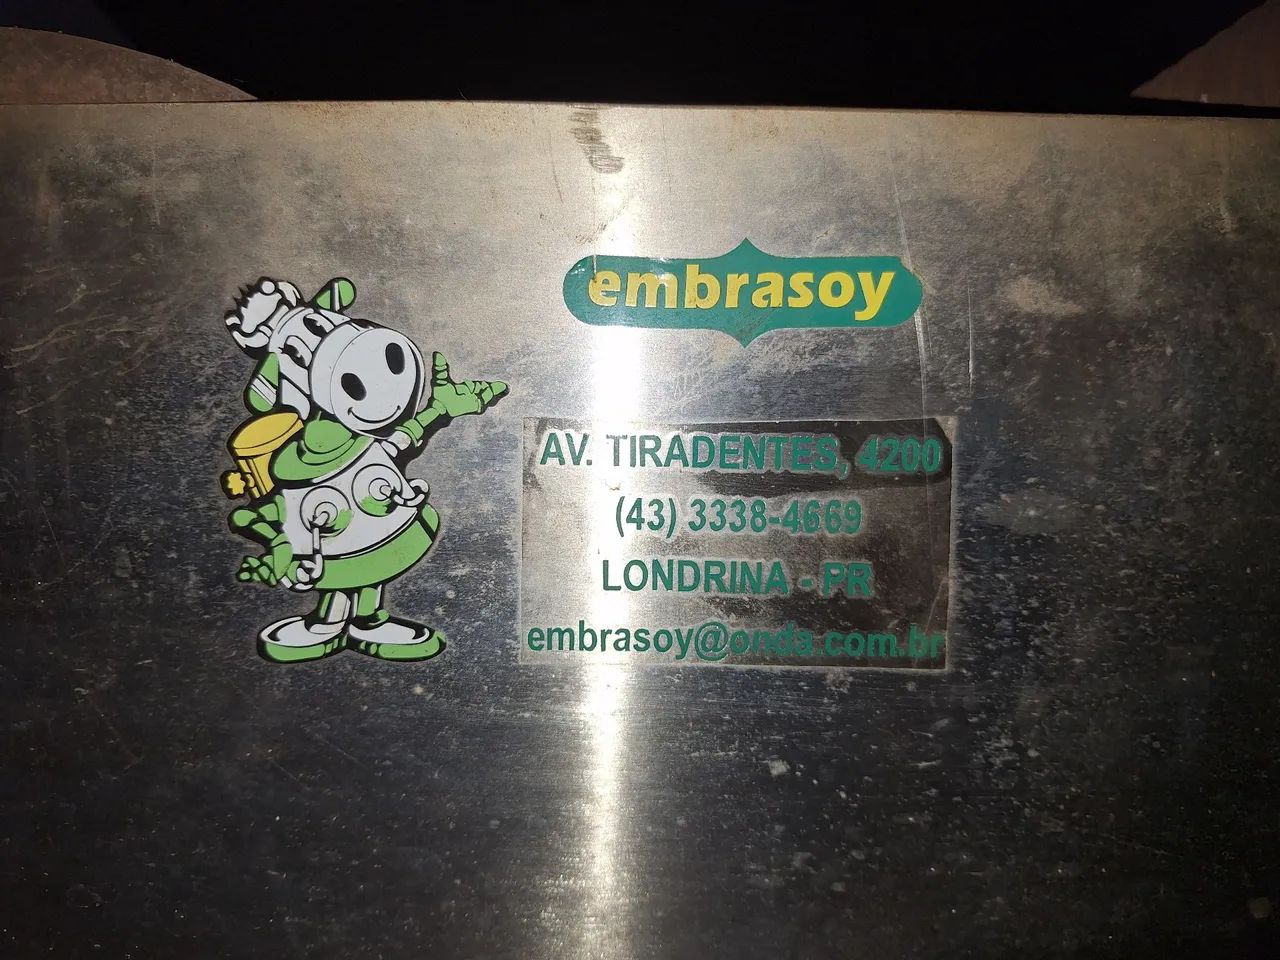 embrasoy
AV. TIRADENTES, 4200
(43) 3338-4669
LONDRINA - PR
embrasoy@onda.com.br